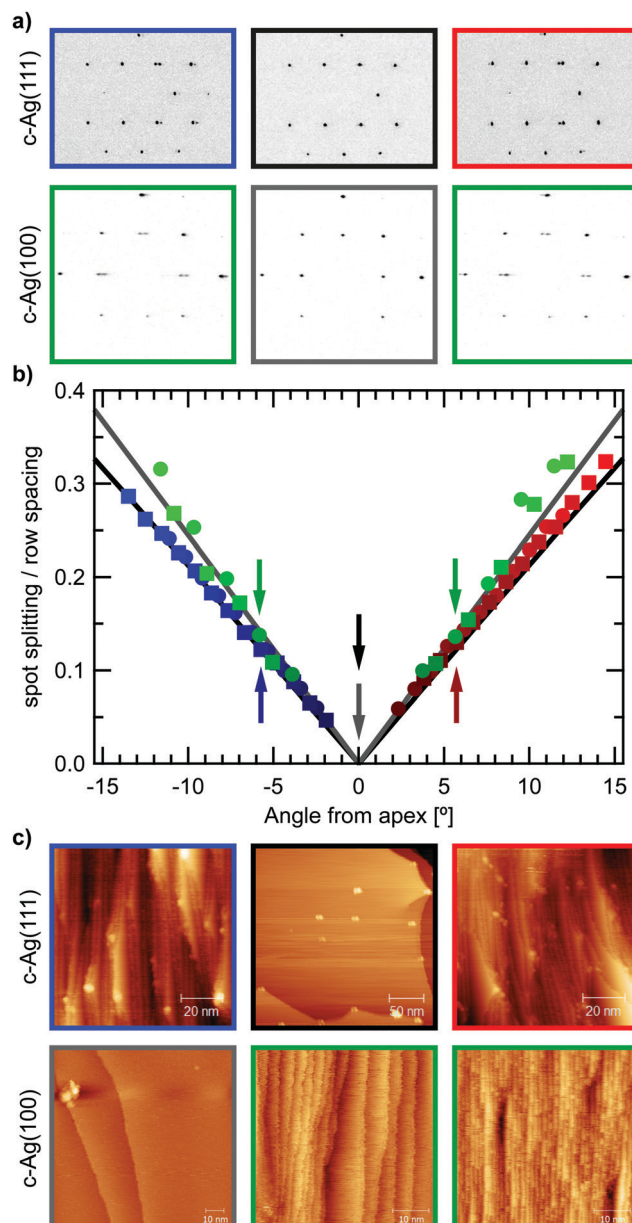 a)
c-Ag(111)
c-Ag(100)
b)
0.4
0.3
0.2
0.1
0.0
spot splitting / row spacing
-15 -10 -5 0 5 10 15
Angle from apex [º]
c)
c-Ag(111)
20 nm
50 nm
20 nm
c-Ag(100)
10 nm
10 nm
10 nm